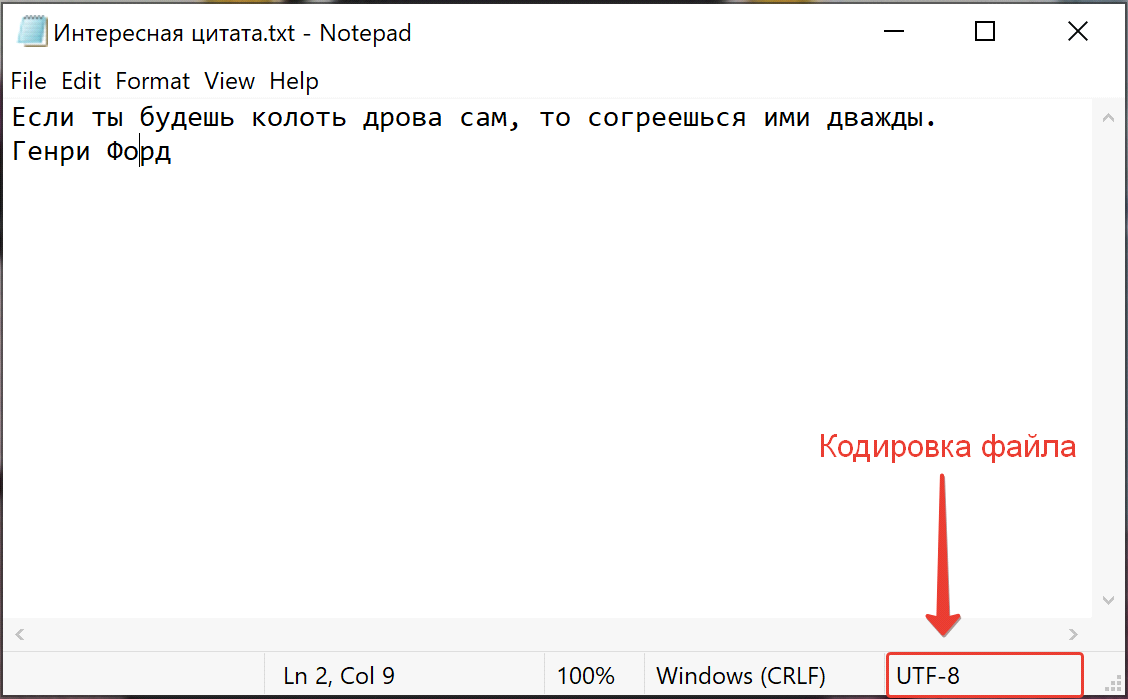 Интересная цитата.txt - Notepad
File Edit Format View Help
Если ты будешь колоть дрова сам, то согреешься ими дважды.
Генри Форд
Кодировка файла
Ln 2, Col 9 100% Windows (CRLF) UTF-8